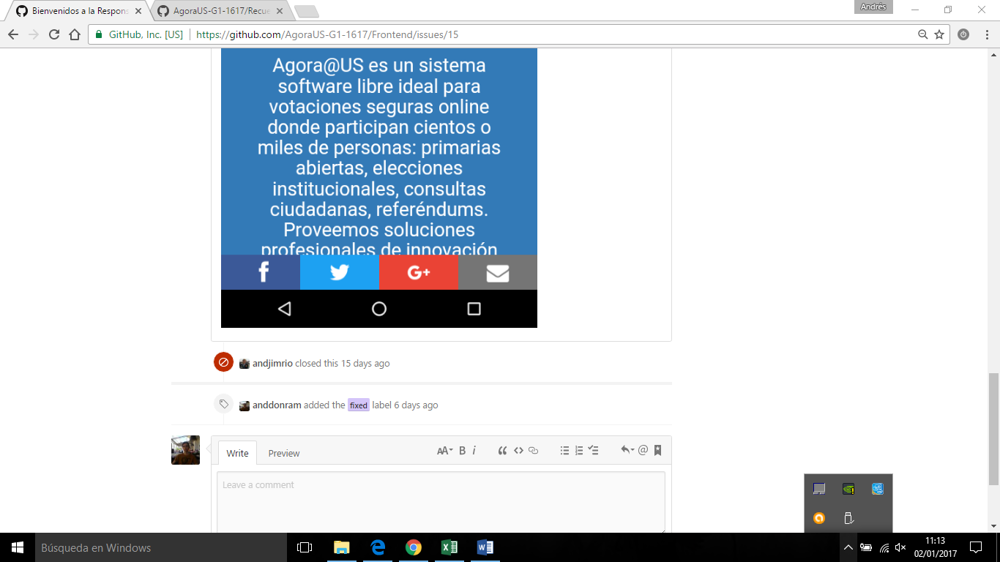 Bienvenidos a la Respons
AgoraUS-G1-1617/Recue
Andrés
GitHub, Inc. [US]
https://github.com/AgoraUS-G1-1617/Frontend/issues/15
Agora@US es un sistema
software libre ideal para
votaciones seguras online
donde participan cientos o
miles de personas: primarias
abiertas, elecciones
institucionales, consultas
ciudadanas, referéndums.
Proveemos soluciones
profesionales de innovación
andjimrio closed this 15 days ago
anddonram added the fixed label 6 days ago
Write
Preview
AA
B
i
Leave a comment
Búsqueda en Windows
11:13
02/01/2017